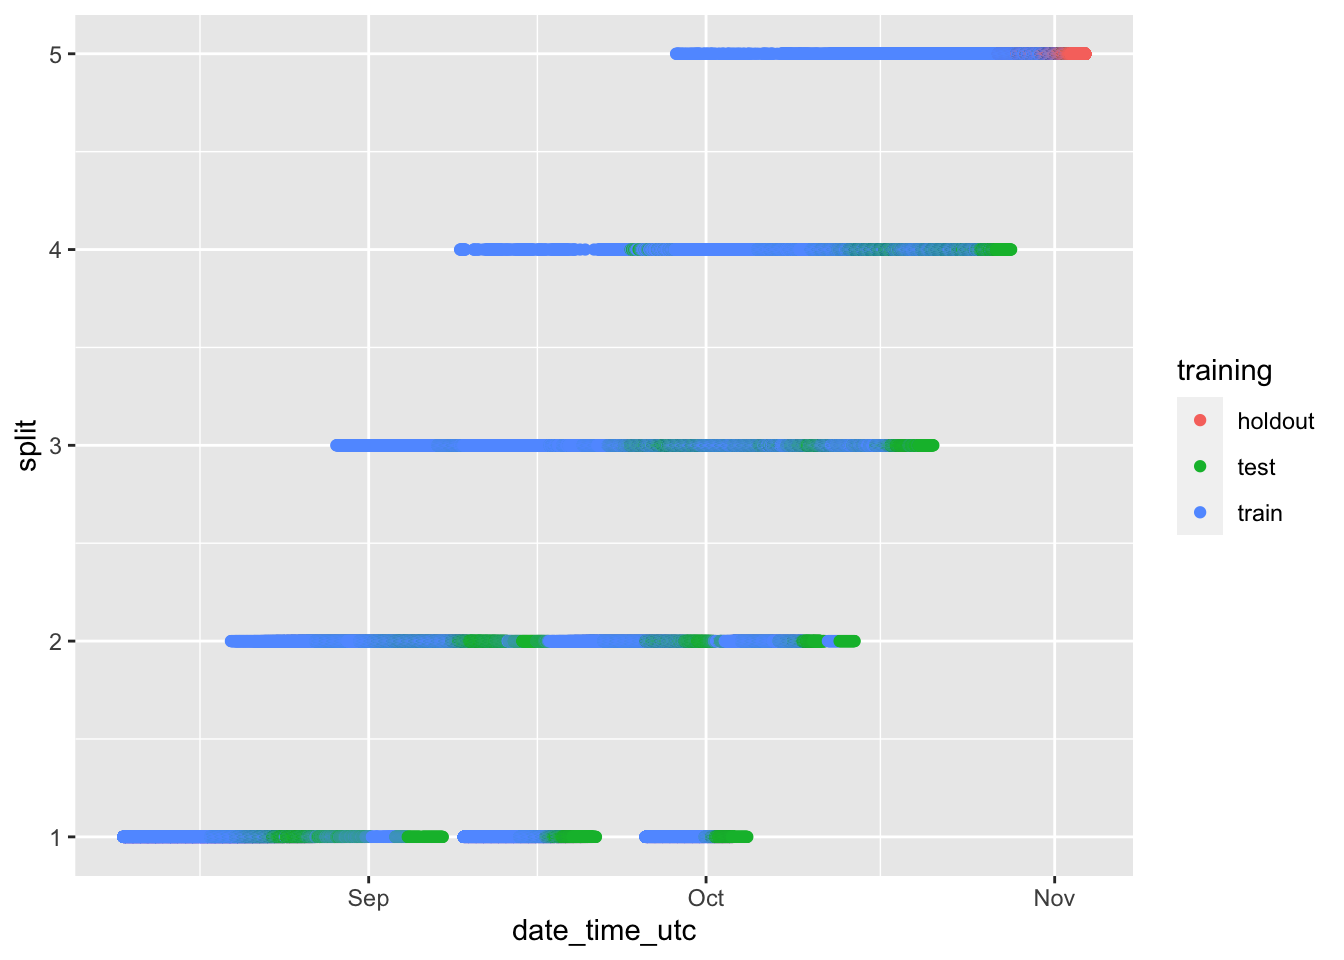 5
4
3
2
1
split
Sep
Oct
Nov
date_time_utc
training
holdout
test
train